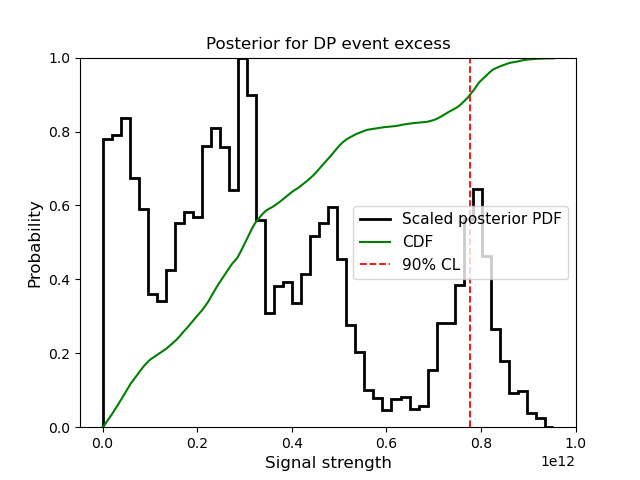 Posterior for DP event excess
1.0
0.8
0.6
0.4
0.2
0.0
Probability
Scaled posterior PDF
CDF
90% CL
0.0 0.2 0.4 0.6 0.8 1.0
1e12
Signal strength